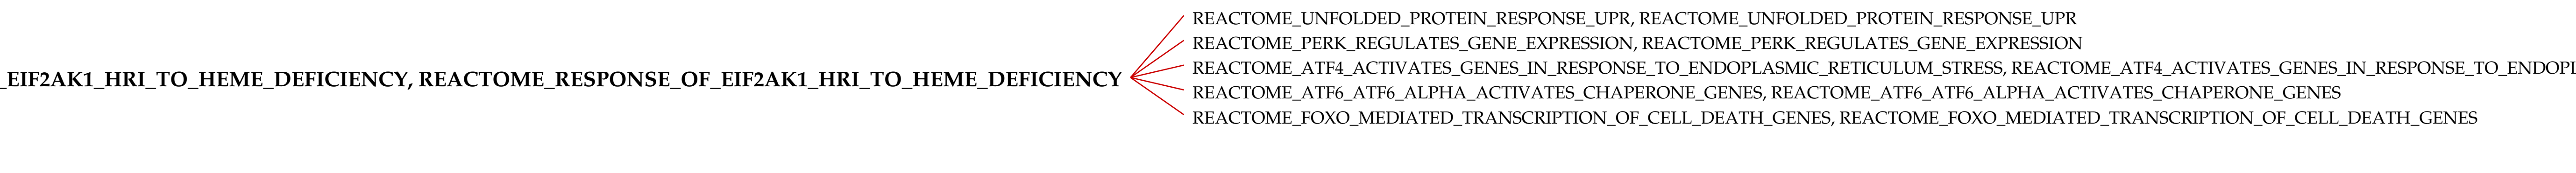 REACTOME_UNFOLDED_PROTEIN_RESPONSE_UPR, REACTOME_UNFOLDED_PROTEIN_RESPONSE_UPR
REACTOME_PERK_REGULATES_GENE_EXPRESSION, REACTOME_PERK_REGULATES_GENE_EXPRESSION
REACTOME_ATF4_ACTIVATES_GENES_IN_RESPONSE_TO_ENDOPLASMIC_RETICULUM_STRESS, REACTOME_ATF4_ACTIVATES_GENES_IN_RESPONSE_TO_ENDOPL
_EIF2AK1_HRI_TO_HEME_DEFICIENCY, REACTOME_RESPONSE_OF_EIF2AK1_HRI_TO_HEME_DEFICIENCY
REACTOME_ATF6_ATF6_ALPHA_ACTIVATES_CHAPERONE_GENES, REACTOME_ATF6_ATF6_ALPHA_ACTIVATES_CHAPERONE_GENES
REACTOME_FOXO_MEDIATED_TRANSCRIPTION_OF_CELL_DEATH_GENES, REACTOME_FOXO_MEDIATED_TRANSCRIPTION_OF_CELL_DEATH_GENES